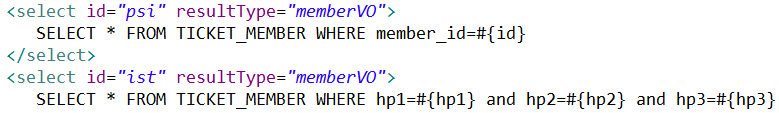 <select id="psi" resultType="memberVO">
SELECT * FROM TICKET_MEMBER WHERE member_id=#{id}
</select>
<select id="ist" resultType="memberVO">
SELECT * FROM TICKET_MEMBER WHERE hp1=#{hp1} and hp2=#{hp2} and hp3=#{hp3}